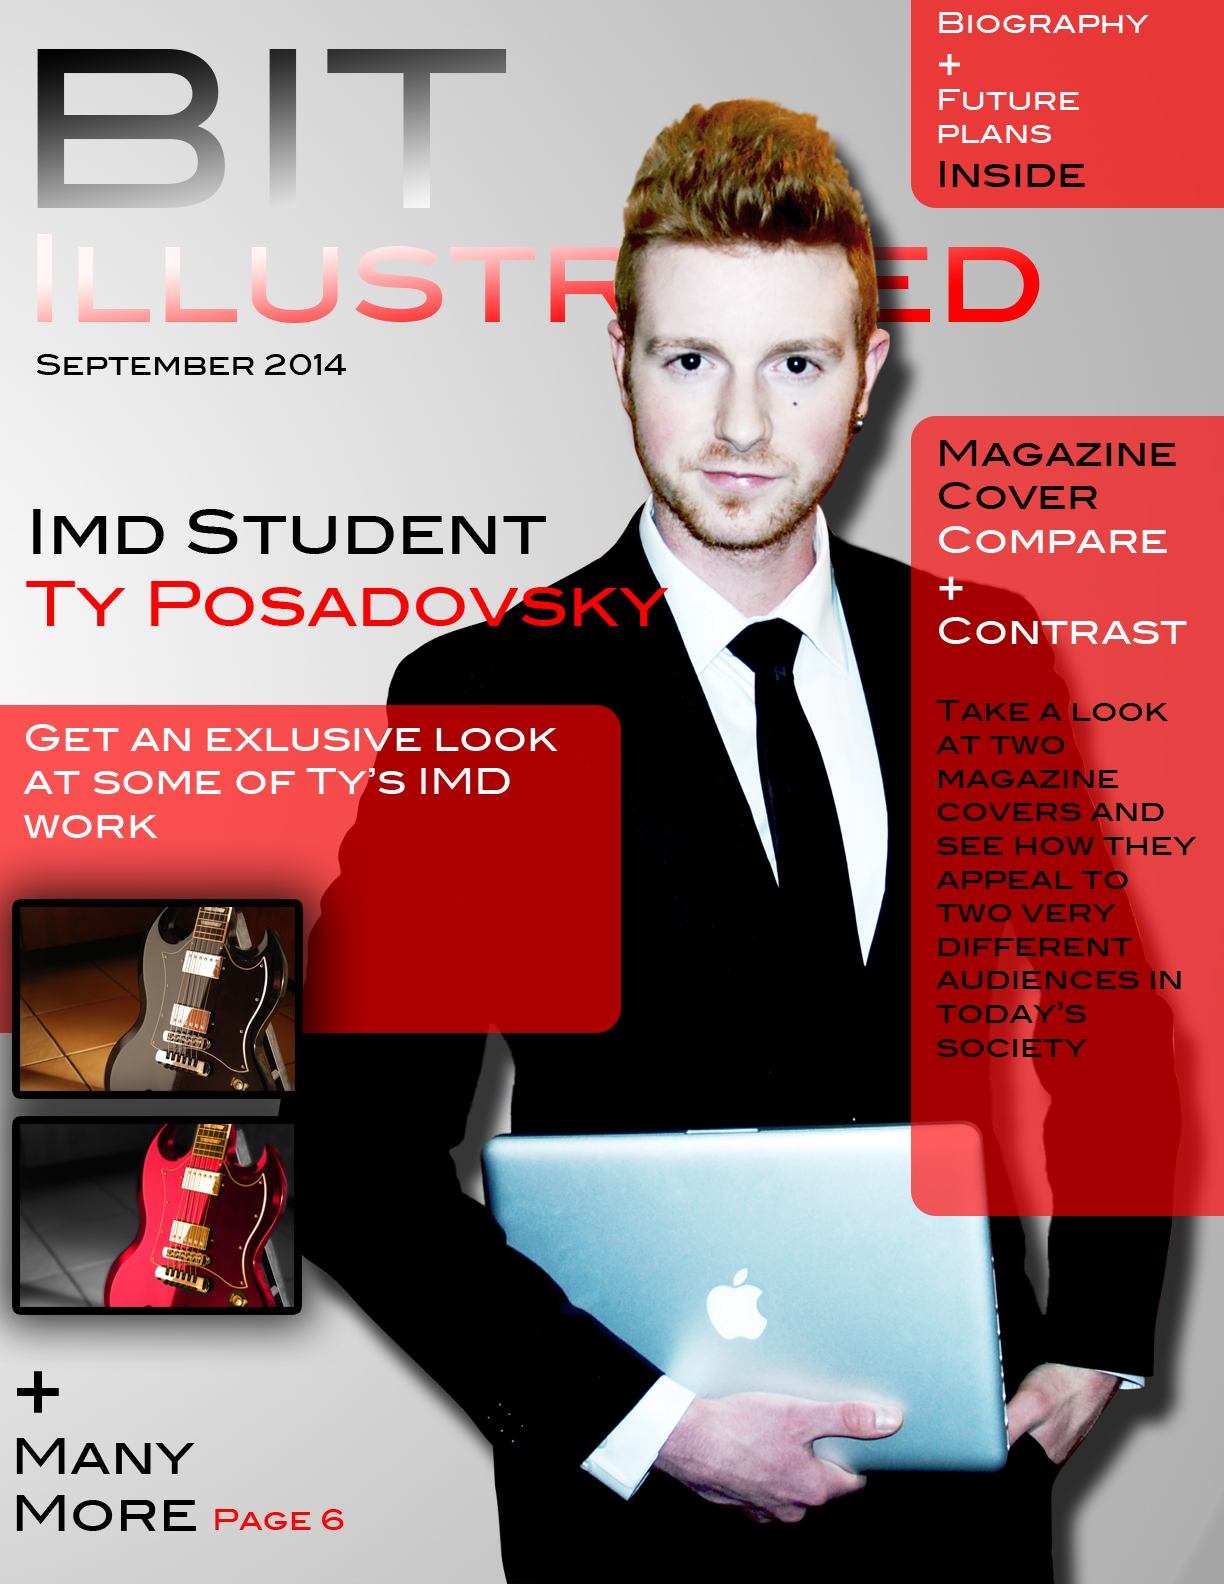 BIT
ILLUSTR ED
SEPTEMBER 2014
BIOGRAPHY
+
FUTURE
PLANS
INSIDE
IMD STUDENT
TY POSADOVSKY
GET AN EXLUSIVE LOOK
AT SOME OF TY'S IMD
WORK
MAGAZINE
COVER
COMPARE
+
CONTRAST
TAKE A LOOK
AT TWO
MAGAZINE
COVERS AND
SEE HOW THEY
APPEAL TO
TWO VERY
DIFFERENT
AUDIENCES IN
TODAY'S
SOCIETY
+
MANY
MORE PAGE 6